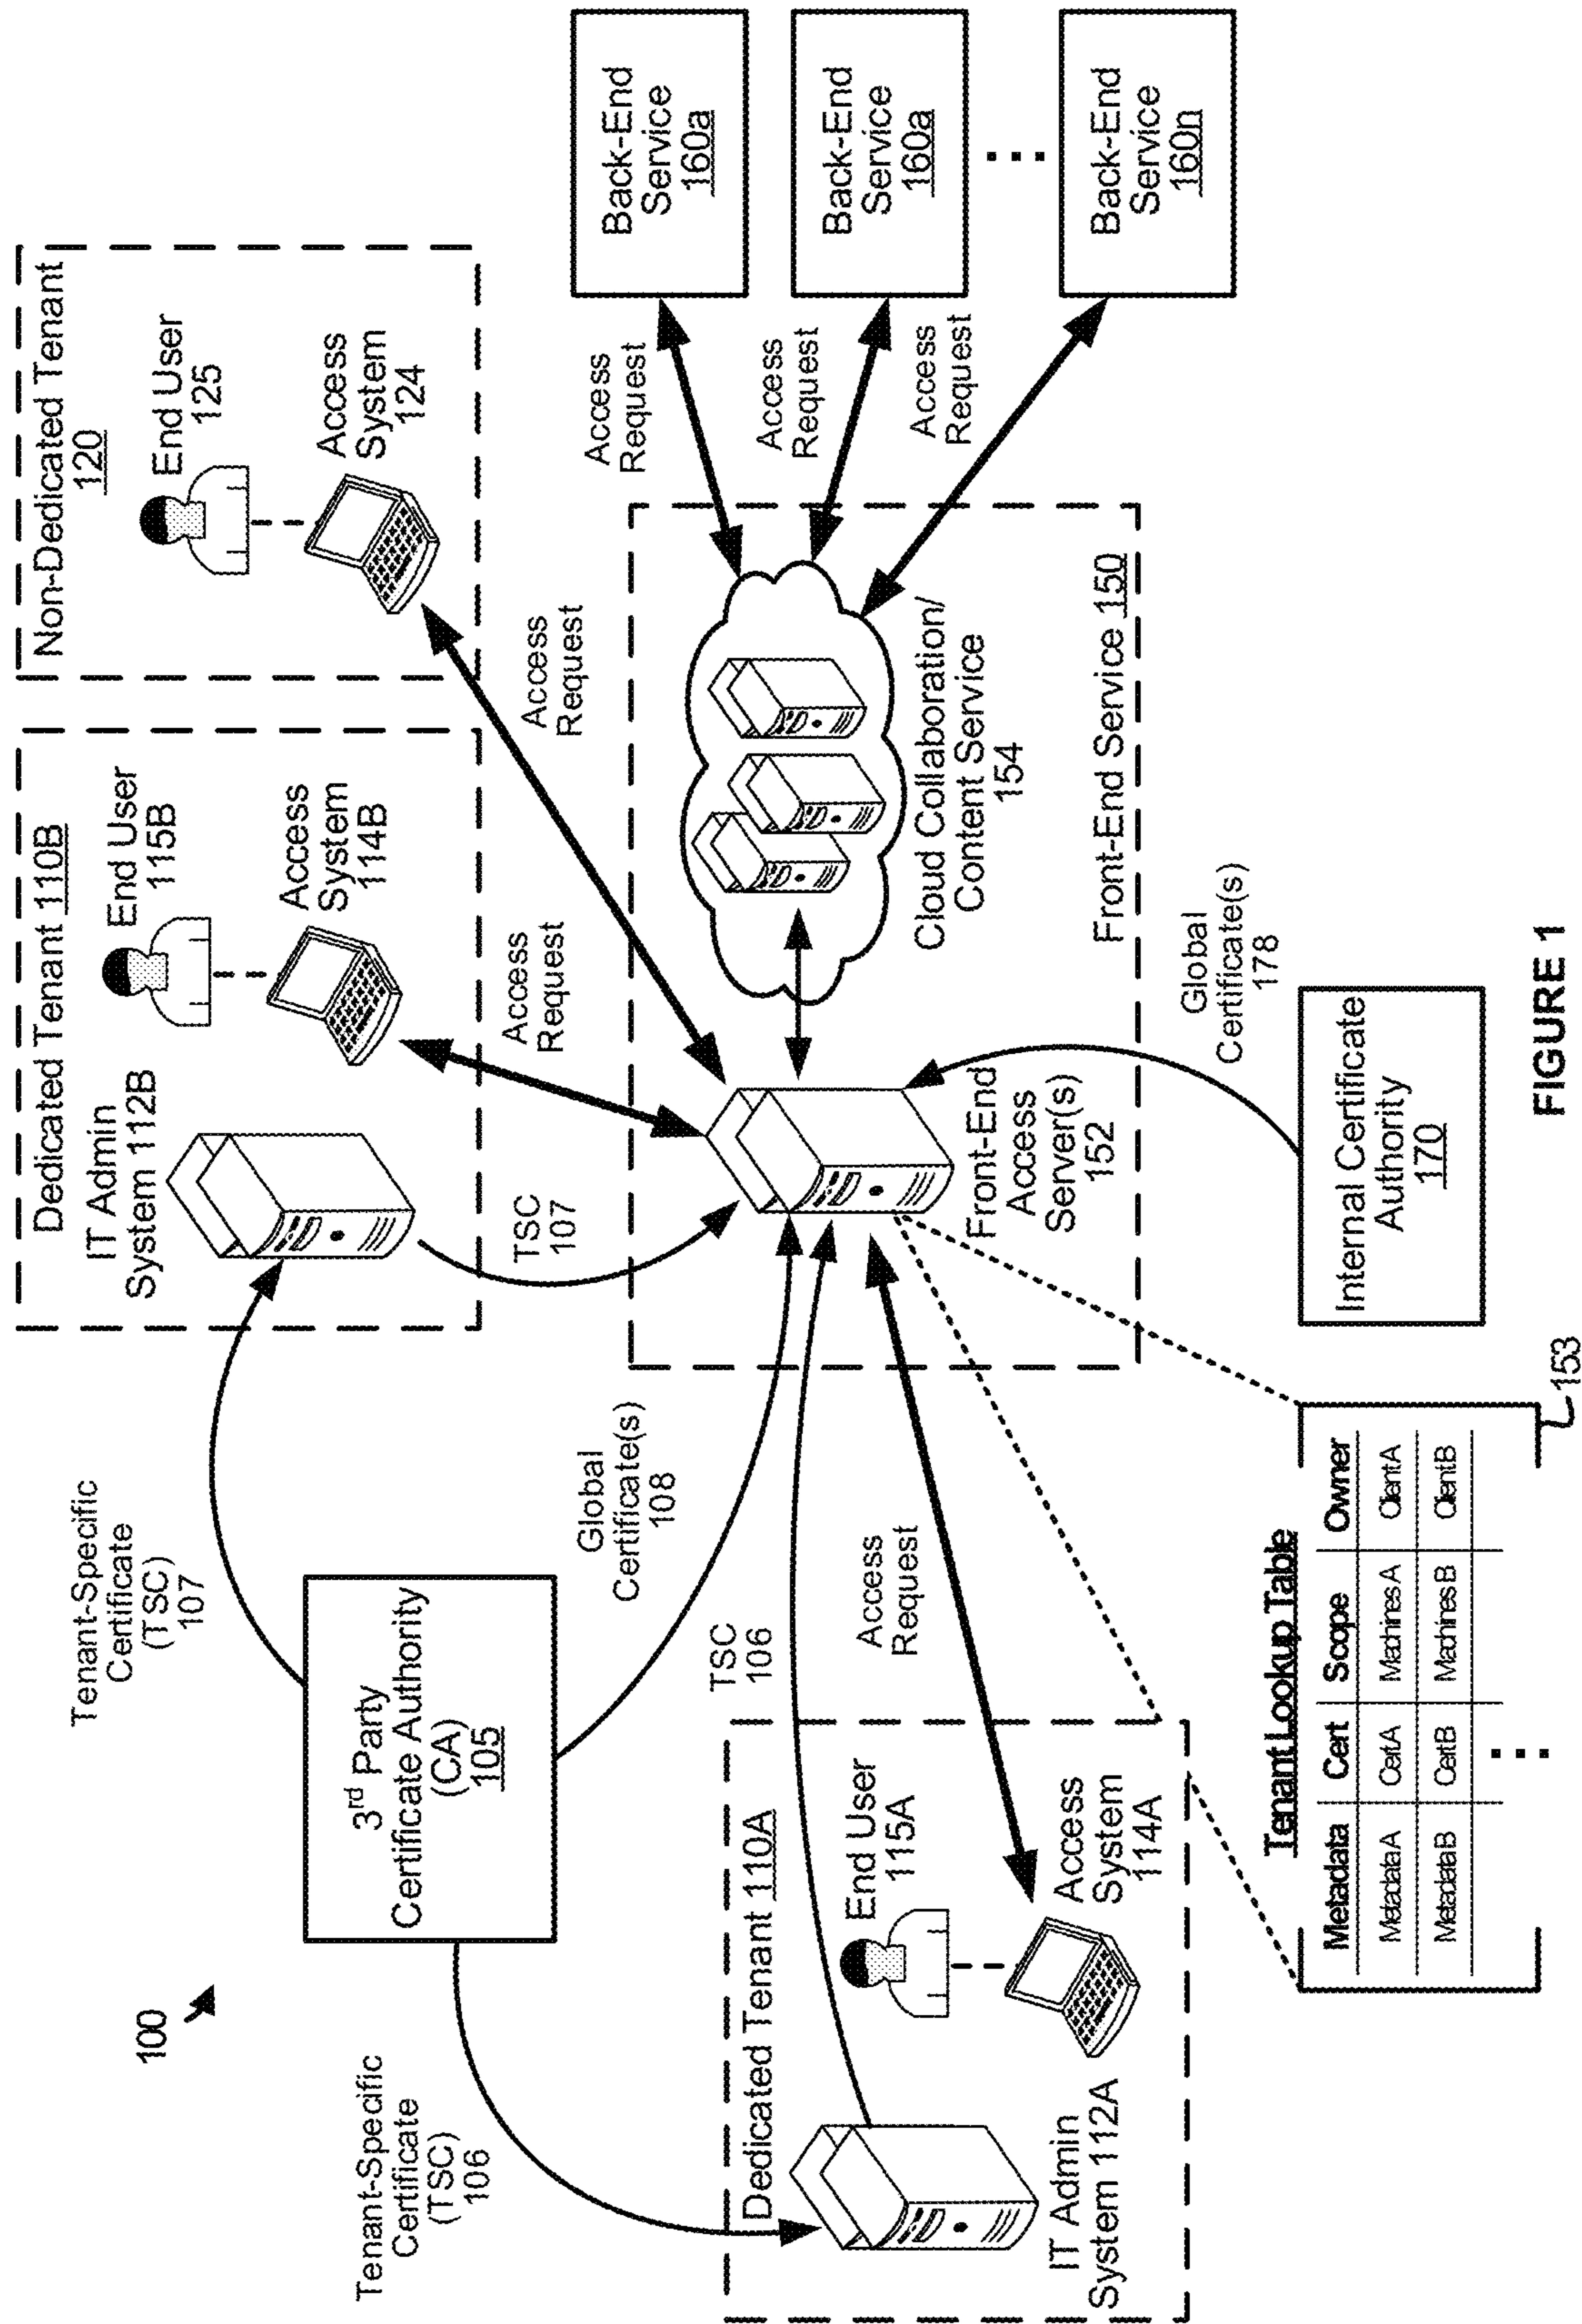 100
Tenant-Specific
Certificate
(TSC)
106
3rd Party
Certificate Authority
(CA)
105
Tenant-Specific
Certificate
(TSC)
107
Dedicated Tenant 110B
IT Admin
System 112B
End User
115B
Access
System
114B
Non-Dedicated Tenant
120
End User
125
Access
System
124
Global
Certificate(s)
108
TSC
107
Access
Request
Access
Request
TSC
106
Access
Request
Dedicated Tenant 110A
IT Admin
System 112A
End User
115A
Access
System
114A
Front-End
Access
Server(s)
152
Cloud Collaboration/
Content Service
154
Front-End Service 150
Access
Request
Access
Request
Access
Request
Back-End
Service
160a
Back-End
Service
160a
Back-End
Service
160n
Tenant Lookup Table
Metadata Cert Scope Owner
MetadataA CertA MachinesA ClientA
MetadataB CertB MachinesB ClientB
153
Internal Certificate
Authority
170
Global
Certificate(s)
178
FIGURE 1